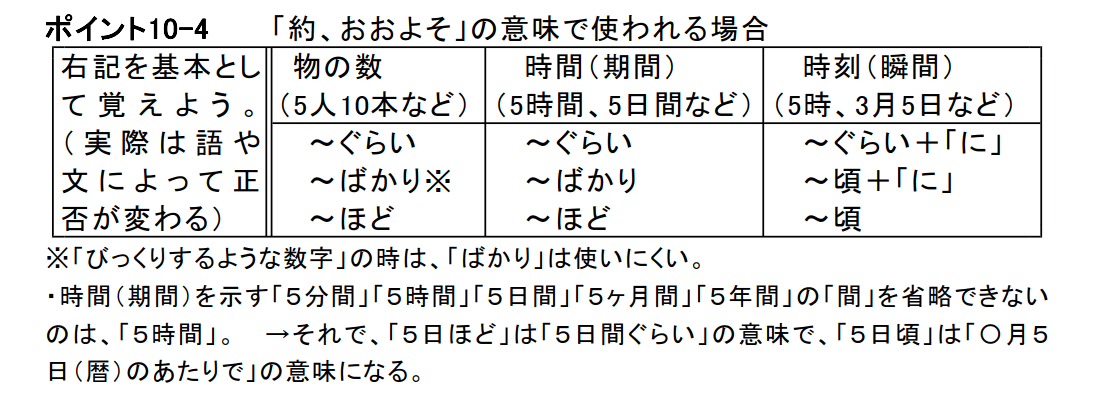 ポイント10-4　「約、おおよそ」の意味で使われる場合
右記を基本とし　物の数　時間（期間）　時刻（瞬間）
て覚えよう。　（5人10本など）　（5時間、5日間など）　（5時、3月5日など）
（実際は語や　～ぐらい　～ぐらい　～ぐらい＋「に」
文によって正　～ばかり※　～ばかり　～頃＋「に」
否が変わる）　～ほど　～ほど　～頃
※「びっくりするような数字」の時は、「ばかり」は使いにくい。
・時間（期間）を示す「５分間」「５時間」「５日間」「５ヶ月間」「５年間」の「間」を省略できない
のは、「５時間」。　→それで、「５日ほど」は「５日間ぐらい」の意味で、「５日頃」は「〇月５
日（暦）のあたりで」の意味になる。